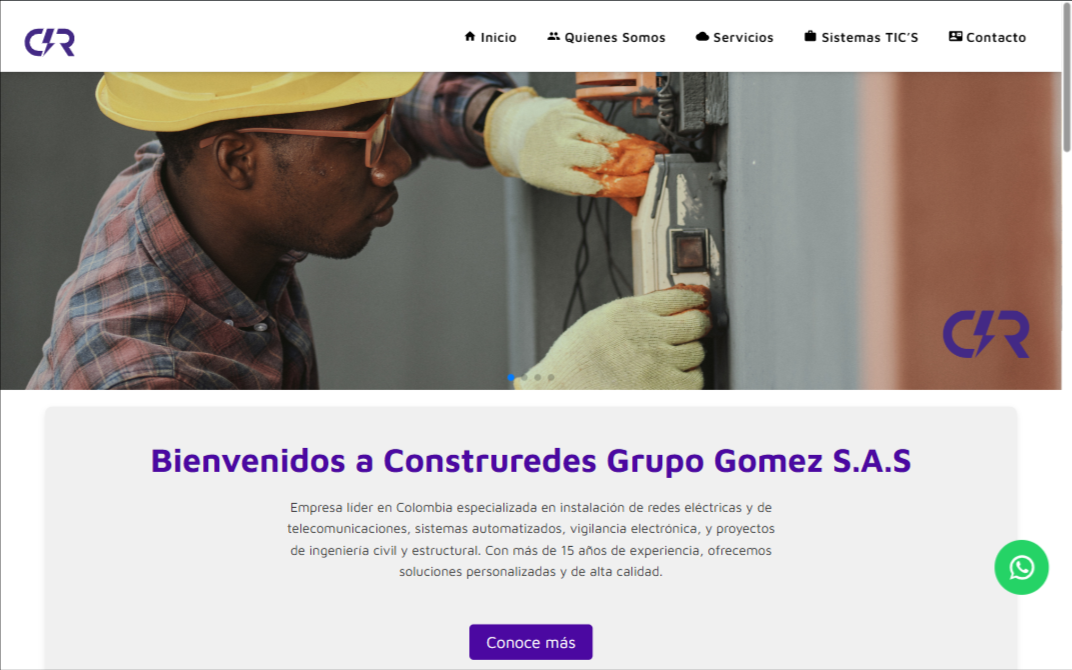 CR
Inicio
Quienes Somos
Servicios
Sistemas TIC'S
Contacto
CR
Bienvenidos a Construredes Grupo Gomez S.A.S
Empresa líder en Colombia especializada en instalación de redes eléctricas y de
telecomunicaciones, sistemas automatizados, vigilancia electrónica, y proyectos
de ingeniería civil y estructural. Con más de 15 años de experiencia, ofrecemos
soluciones personalizadas y de alta calidad.
Conoce más